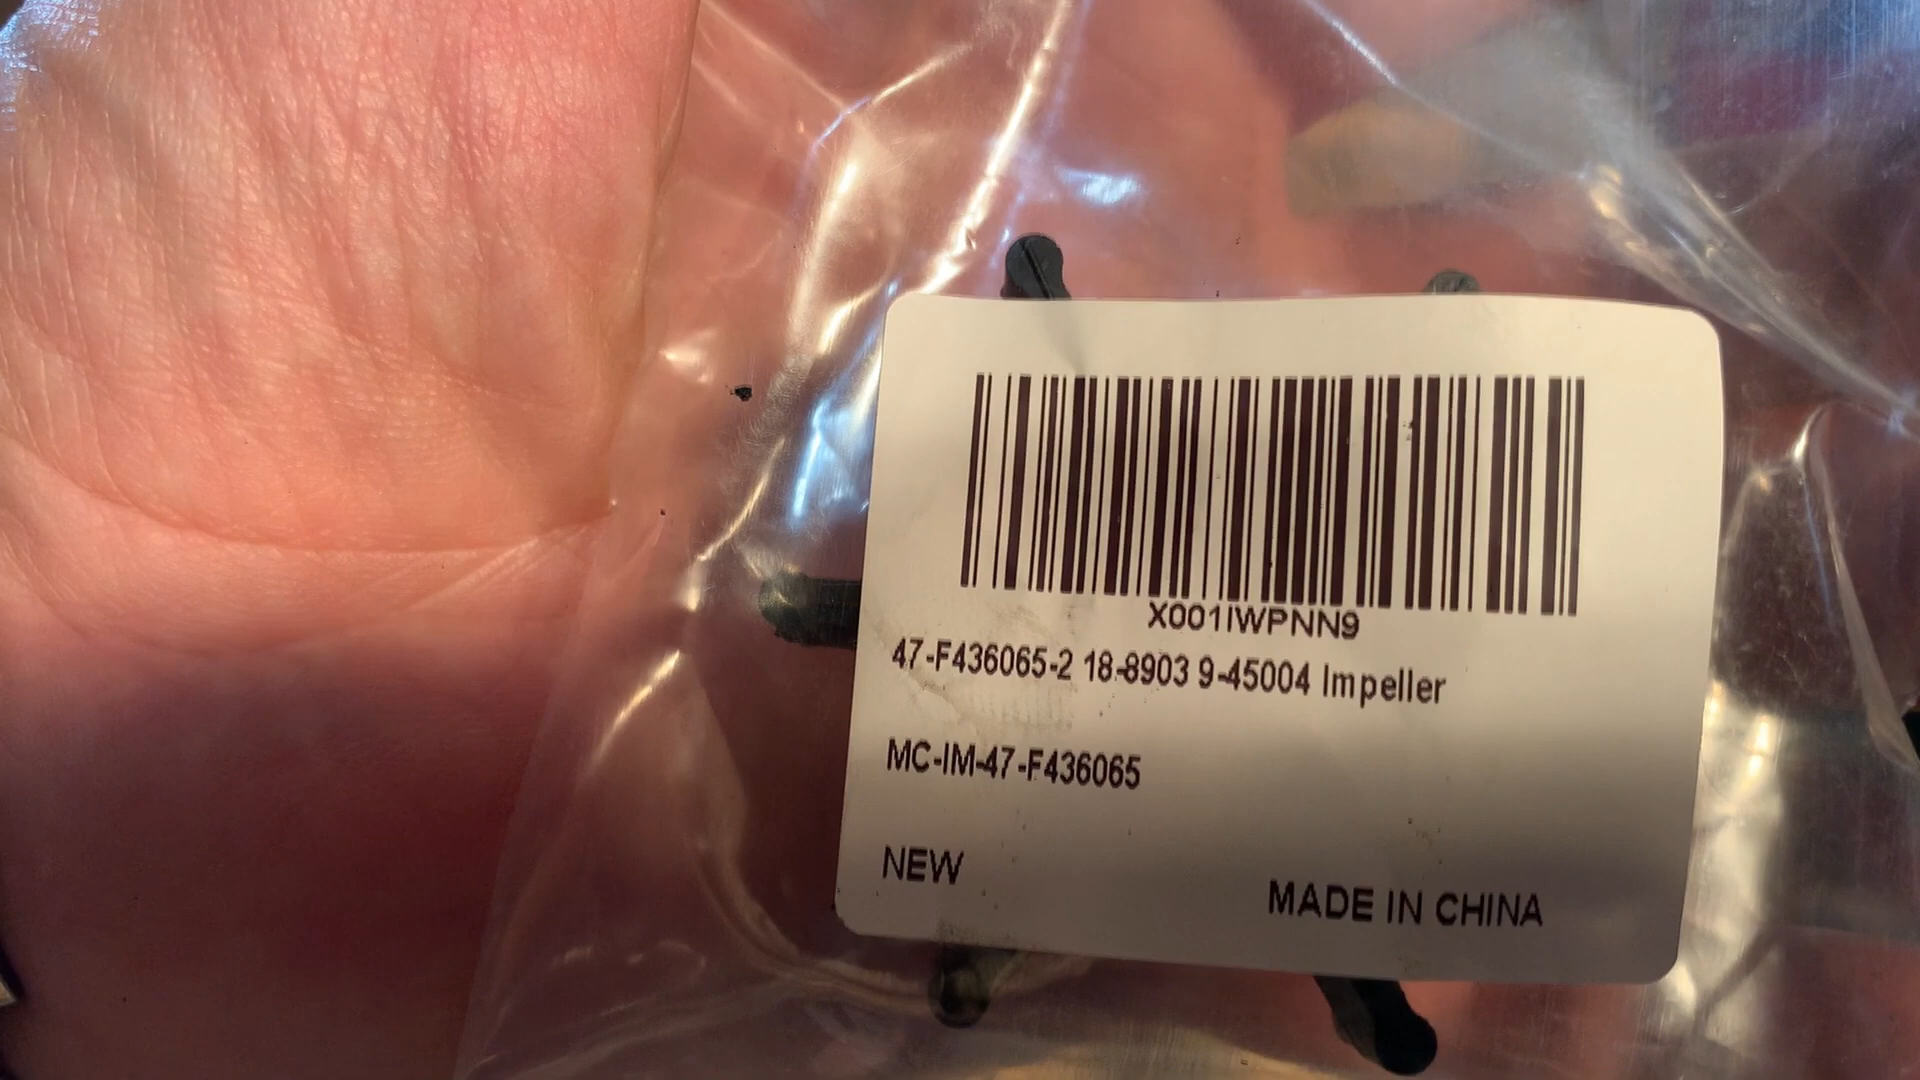 X001IWPNN9
47-F436065-2 18-8903 9-45004 Impeller
MC-IM-47-F436065
NEW
MADE IN CHINA